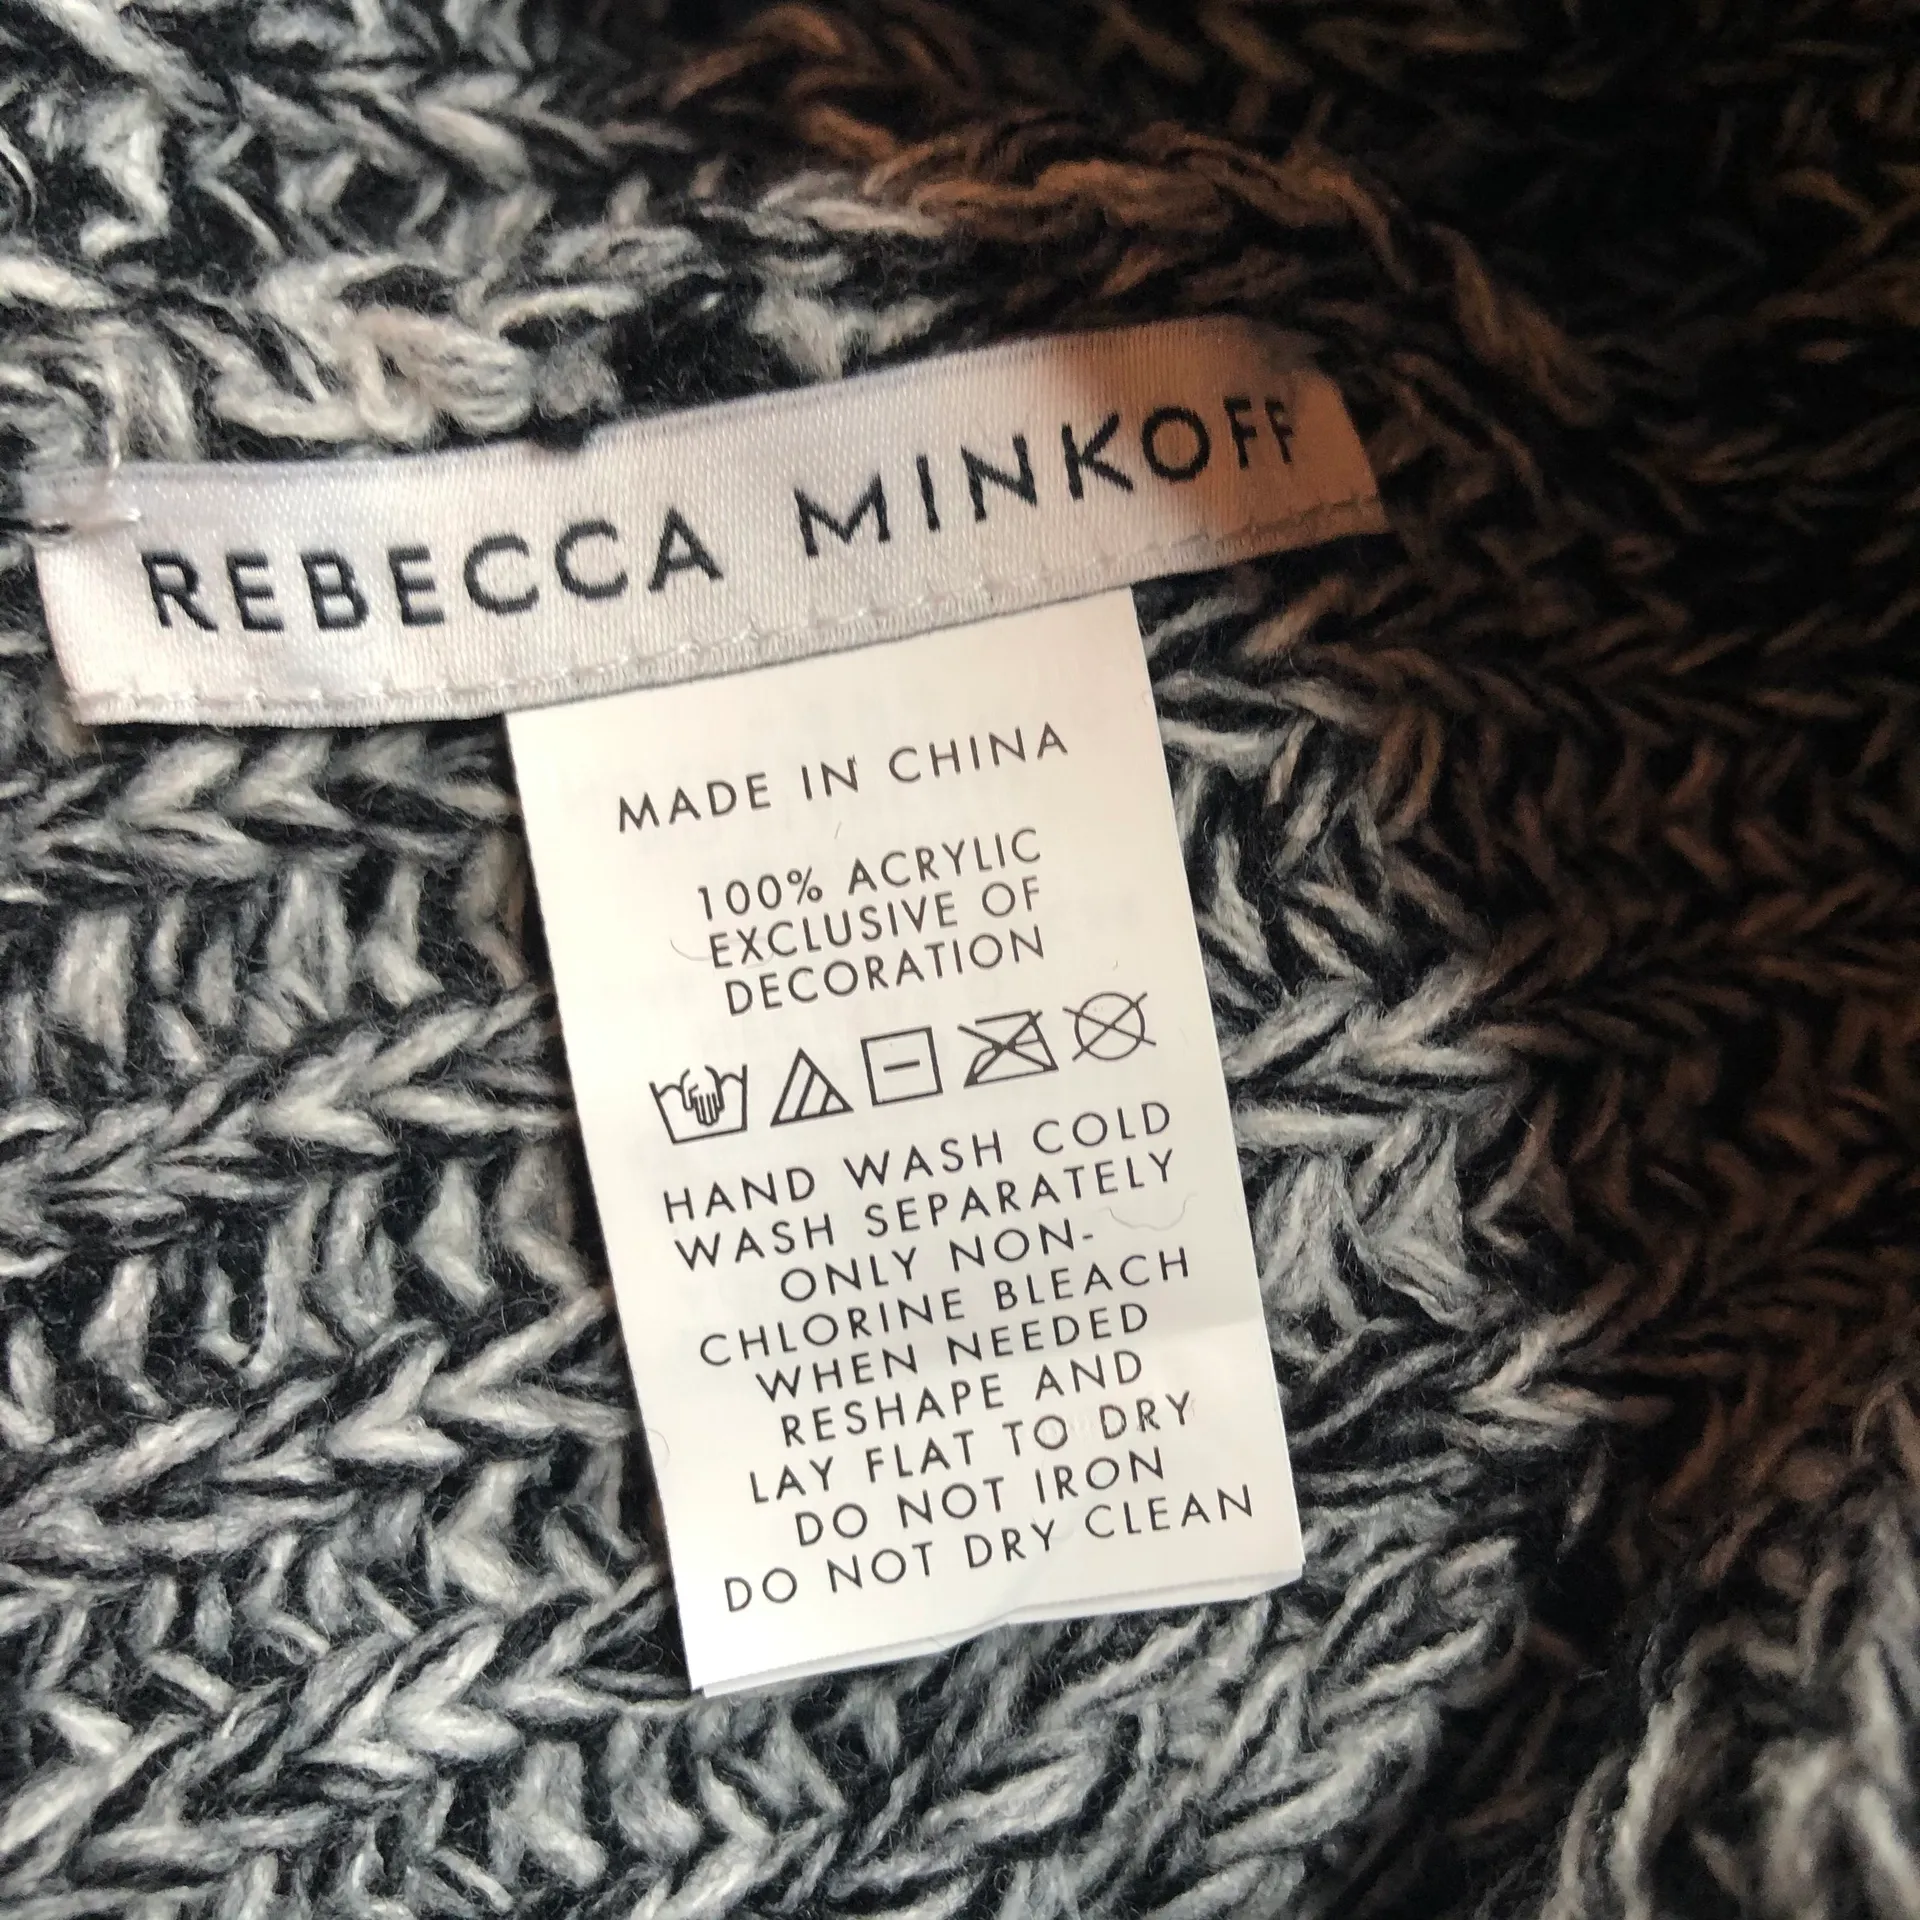 REBECCA MINKOFF
MADE IN CHINA
100% ACRYLIC
EXCLUSIVE OF
DECORATION
HAND WASH COLD
WASH SEPARATELY
ONLY NON-
CHLORINE BLEACH
WHEN NEEDED
RESHAPE AND
LAY FLAT TO DRY
DO NOT IRON
DO NOT DRY CLEAN